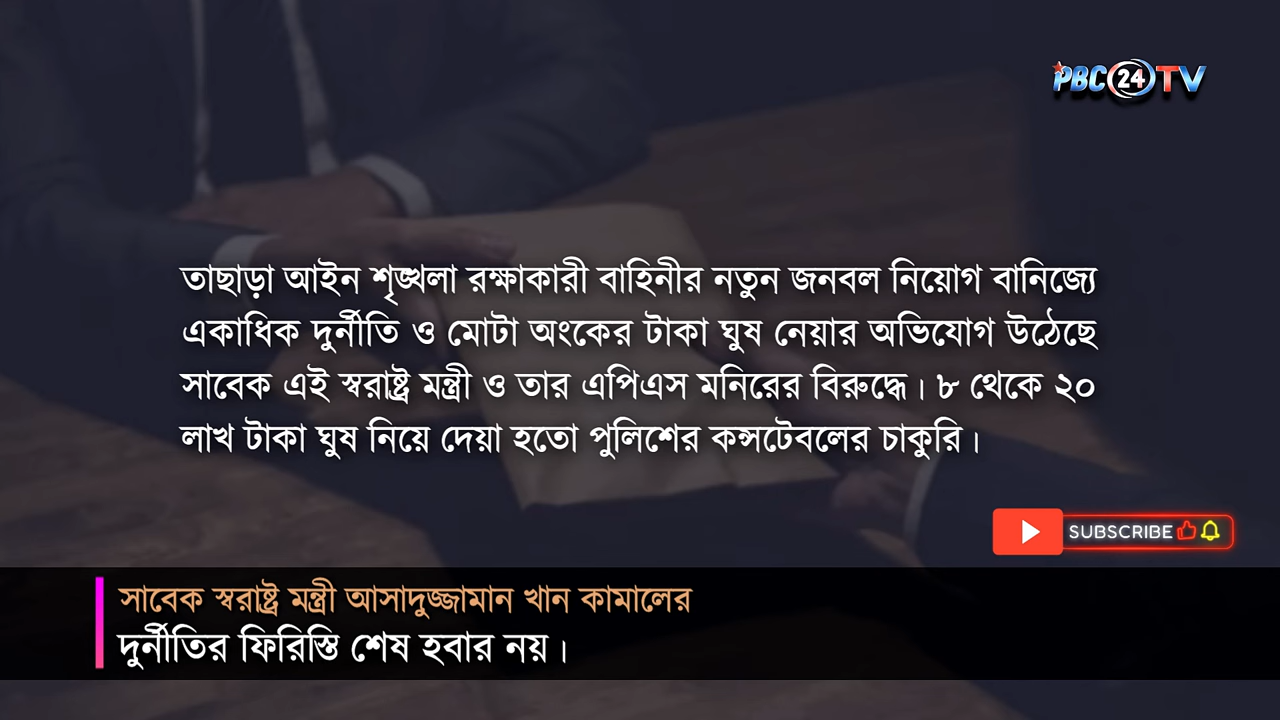 PBC 24 TV
তাছাড়া আইন শৃঙ্খলা রক্ষাকারী বাহিনীর নতুন জনবল নিয়োগ বানিজ্যে
একাধিক দুর্নীতি ও মোটা অংকের টাকা ঘুষ নেয়ার অভিযোগ উঠেছে
সাবেক এই স্বরাষ্ট্র মন্ত্রী ও তার এপিএস মনিরের বিরুদ্ধে। ৮ থেকে ২০
লাখ টাকা ঘুষ নিয়ে দেয়া হতো পুলিশের কন্সটেবলের চাকুরি।
SUBSCRIBE
সাবেক স্বরাষ্ট্র মন্ত্রী আসাদুজ্জামান খান কামালের
দুর্নীতির ফিরিস্তি শেষ হবার নয়।